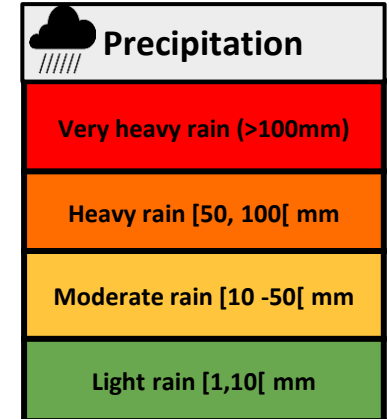 Precipitation
Very heavy rain (>100mm)
Heavy rain [50, 100[ mm
Moderate rain [10 -50[ mm
Light rain [1,10[ mm